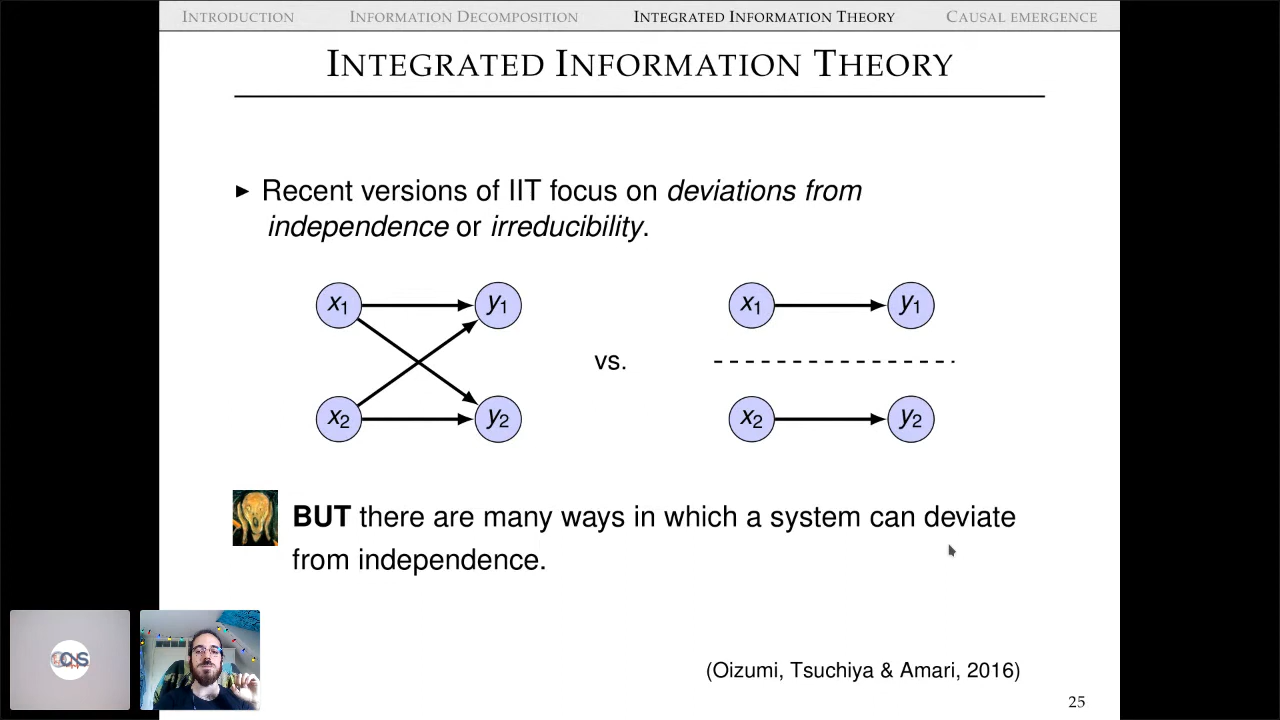 INTRODUCTION INFORMATION DECOMPOSITION INTEGRATED INFORMATION THEORY CAUSAL EMERGENCE
INTEGRATED INFORMATION THEORY
► Recent versions of IIT focus on deviations from
independence or irreducibility.
x1 y1 x1 y1
vs.
x2 y2 x2 y2
BUT there are many ways in which a system can deviate
from independence.
(Oizumi, Tsuchiya & Amari, 2016)
25